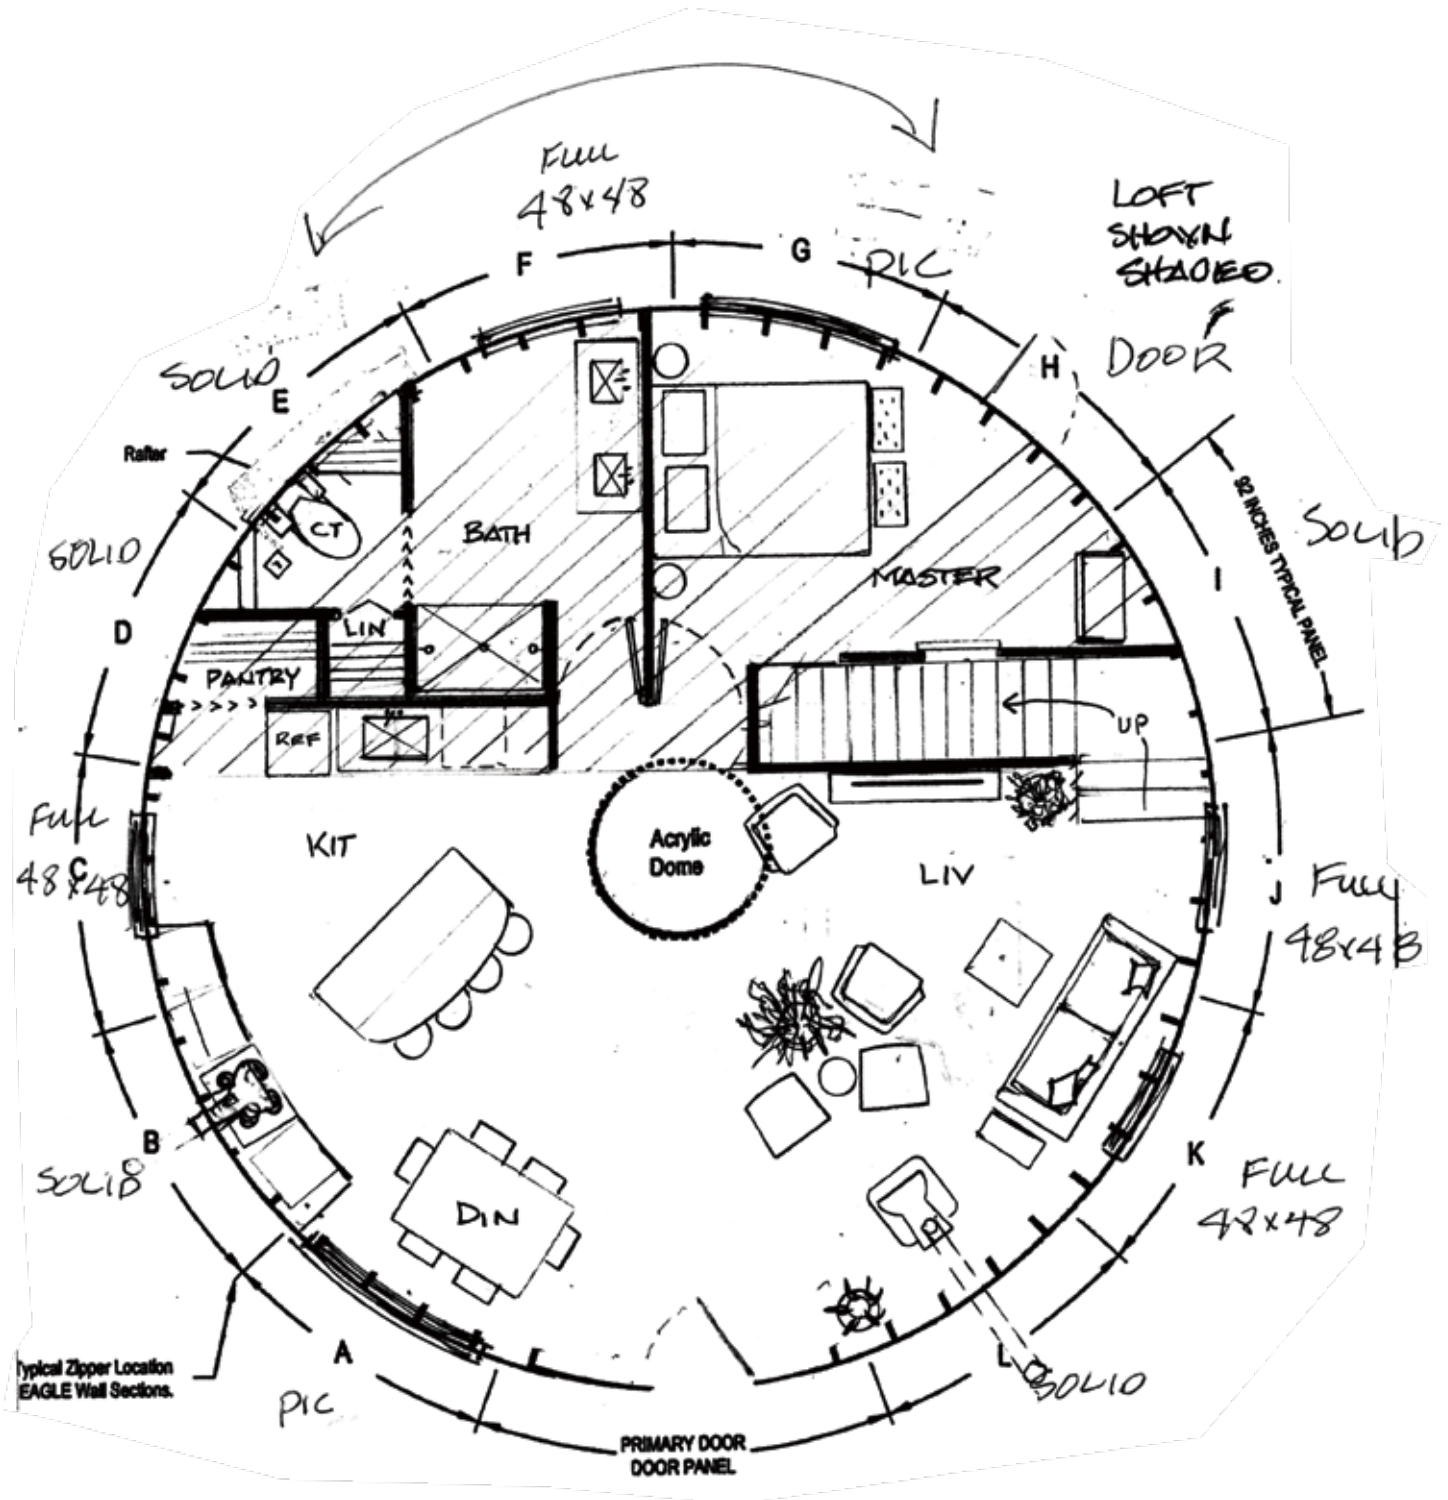 FULL
48x48
LOFT
SHOWN
SHADED.
F
G
PIC
H
DOOR
SOLID
E
Rafter
CT
BATH
MASTER
92 INCHES TYPICAL PANEL
SOLID
SOLID
I
D
LIN
PANTRY
REF
UP
FULL
C
48x48
KIT
Acrylic
Dome
LIV
J
FULL
48x48
B
SOLID
K
FULL
48x48
DIN
A
L
SOLID
Typical Zipper Location
EAGLE Wall Sections.
PIC
PRIMARY DOOR
DOOR PANEL